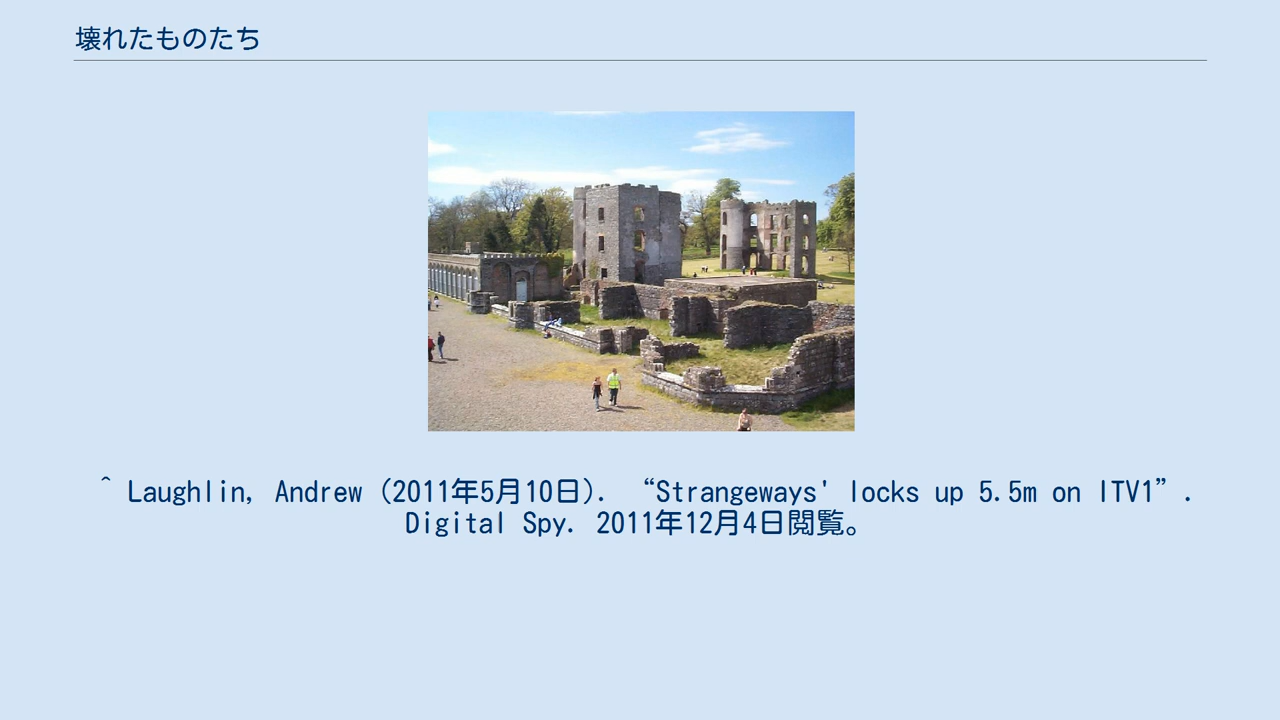 壊れたものたち
^ Laughlin, Andrew (2011年5月10日). “Strangeways' locks up 5.5m on ITV1”.
Digital Spy. 2011年12月4日閲覧。